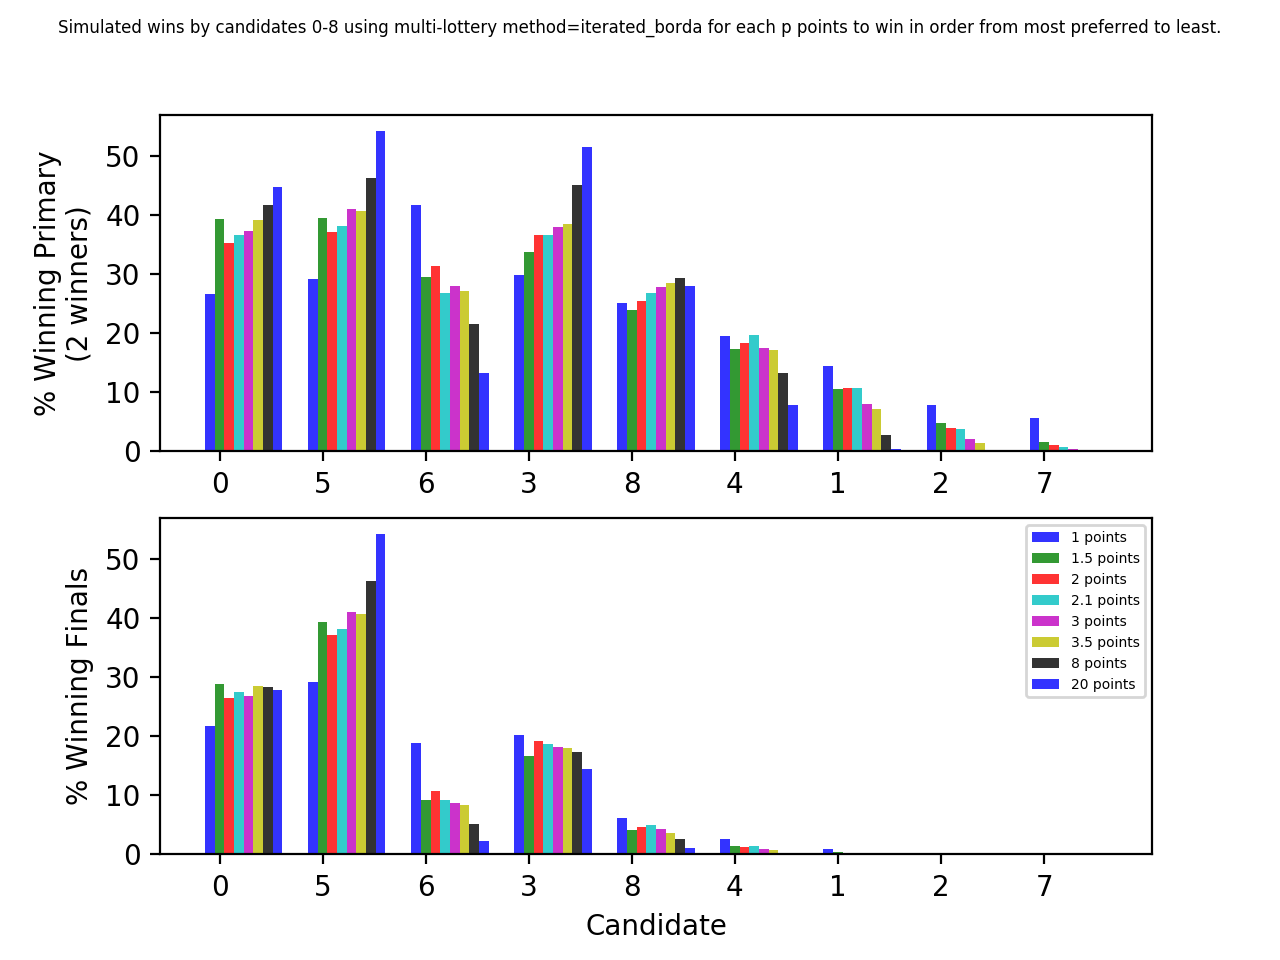 Simulated wins by candidates 0-8 using multi-lottery method=iterated_borda for each p points to win in order from most preferred to least.
% Winning Primary
(2 winners)
50
40
30
20
10
0
0 5 6 3 8 4 1 2 7
% Winning Finals
50
40
30
20
10
0
1 points
1.5 points
2 points
2.1 points
3 points
3.5 points
8 points
20 points
0 5 6 3 8 4 1 2 7
Candidate